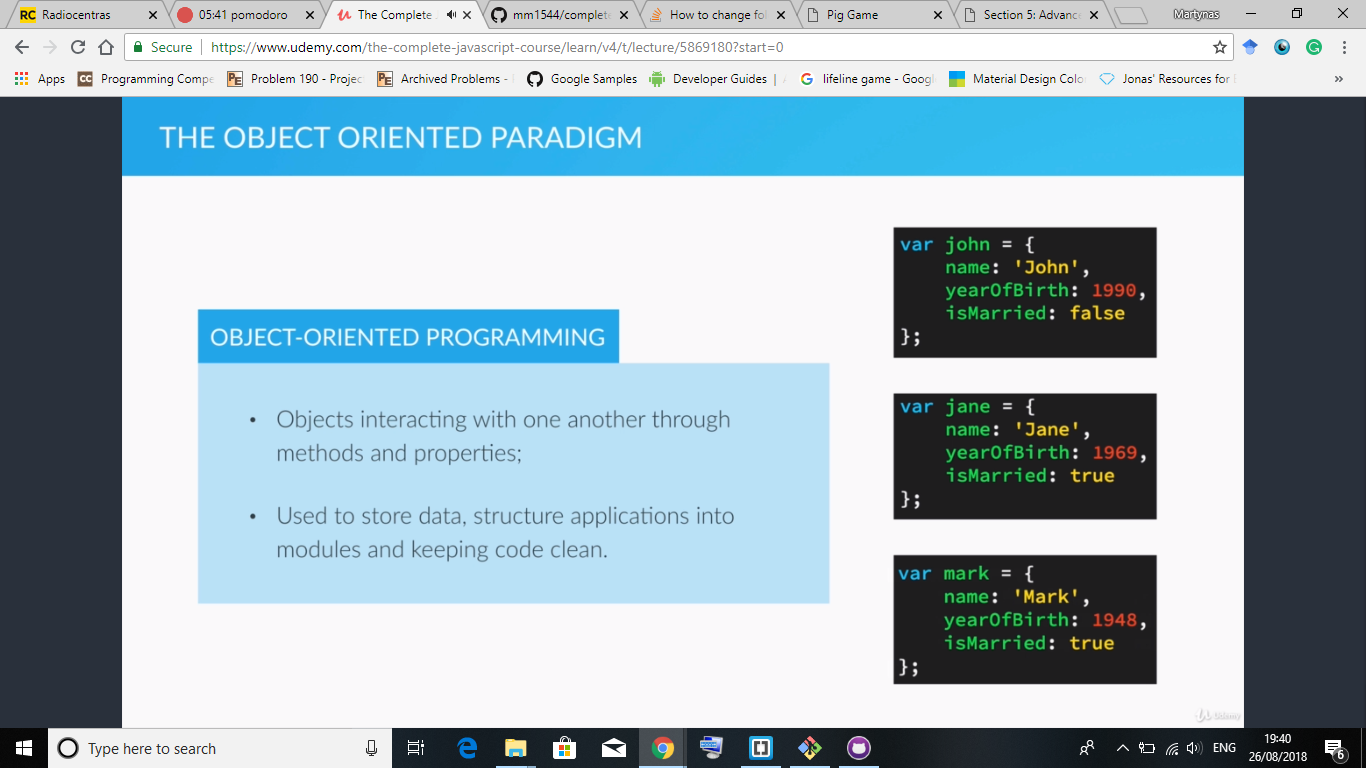 RC Radiocentras
05:41 pomodoro
The Complete
mm1544/complete
How to change fo
Pig Game
Section 5: Advanc
Martynas
Secure
https://www.udemy.com/the-complete-javascript-course/learn/v4/t/lecture/5869180?start=0
Apps
CC Programming Compe
PE Problem 190 - Projec
PE Archived Problems -
Google Samples
Developer Guides |
lifeline game - Googl
Material Design Colo
Jonas' Resources for
»
THE OBJECT ORIENTED PARADIGM
OBJECT-ORIENTED PROGRAMMING
• Objects interacting with one another through
methods and properties;
• Used to store data, structure applications into
modules and keeping code clean.
var john = {
name: 'John',
yearOfBirth: 1990,
isMarried: false
};
var jane = {
name: 'Jane',
yearOfBirth: 1969,
isMarried: true
};
var mark = {
name: 'Mark',
yearOfBirth: 1948,
isMarried: true
};
Udemy
Type here to search
ENG
19:40
26/08/2018
6